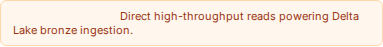 Direct high-throughput reads powering Delta
Lake bronze ingestion.